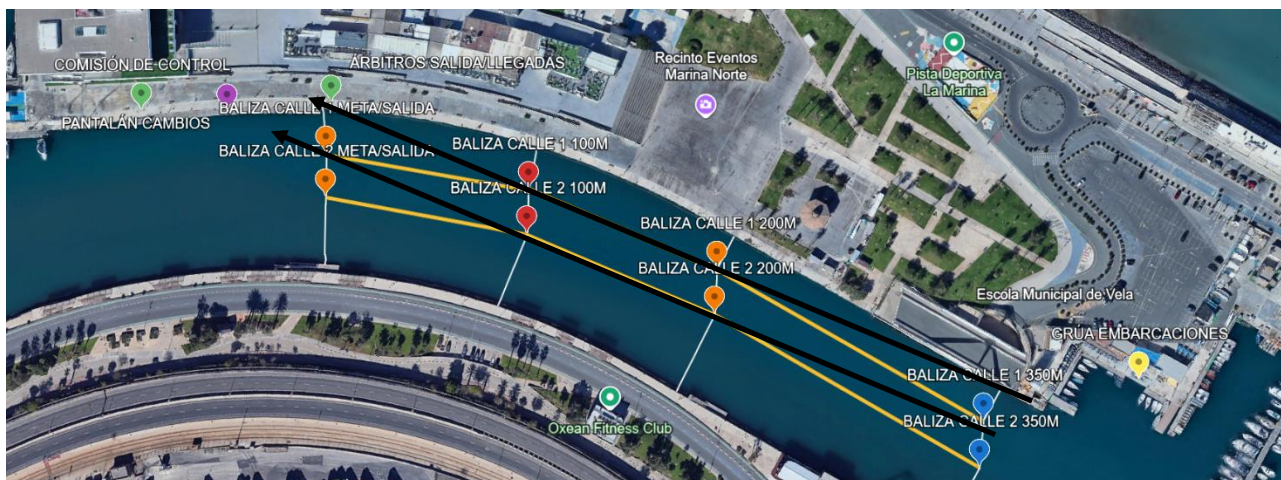 COMISIÓN DE CONTROL
ÁRBITROS SALIDA/LLEGADAS
PANTALÁN CAMBIOS
BALIZA CALLE META/SALIDA
BALIZA CALLE 2 META/SALIDA
BALIZA CALLE 1 100M
BALIZA CALLE 2 100M
Recinto Eventos
Marina Norte
Pista Deportiva
La Marina
BALIZA CALLE 1 200M
BALIZA CALLE 2 200M
Escola Municipal de Vela
GRÚA EMBARCACIONES
BALIZA CALLE 1 350M
BALIZA CALLE 2 350M
Oxean Fitness Club